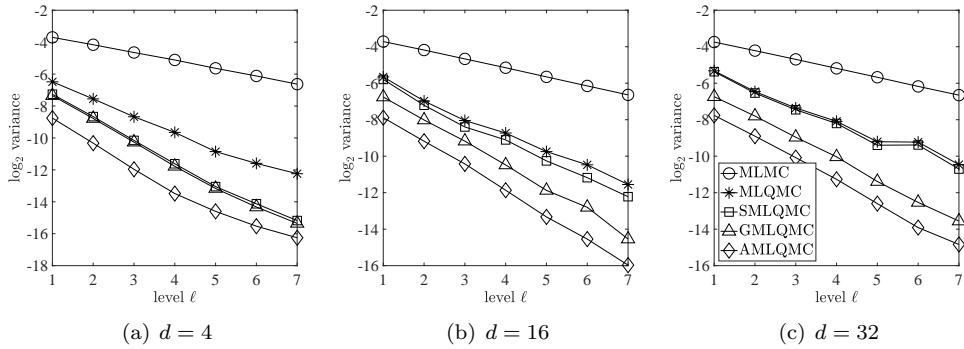 -2
-4
-6
-8
-10
-12
-14
-16
-18
log2 variance
1 2 3 4 5 6 7
level ℓ
(a) d = 4
-2
-4
-6
-8
-10
-12
-14
-16
log2 variance
1 2 3 4 5 6 7
level ℓ
(b) d = 16
-2
-4
-6
-8
-10
-12
-14
-16
log2 variance
MLMC
MLQMC
SMLQMC
GMLQMC
AMLQMC
1 2 3 4 5 6 7
level ℓ
(c) d = 32